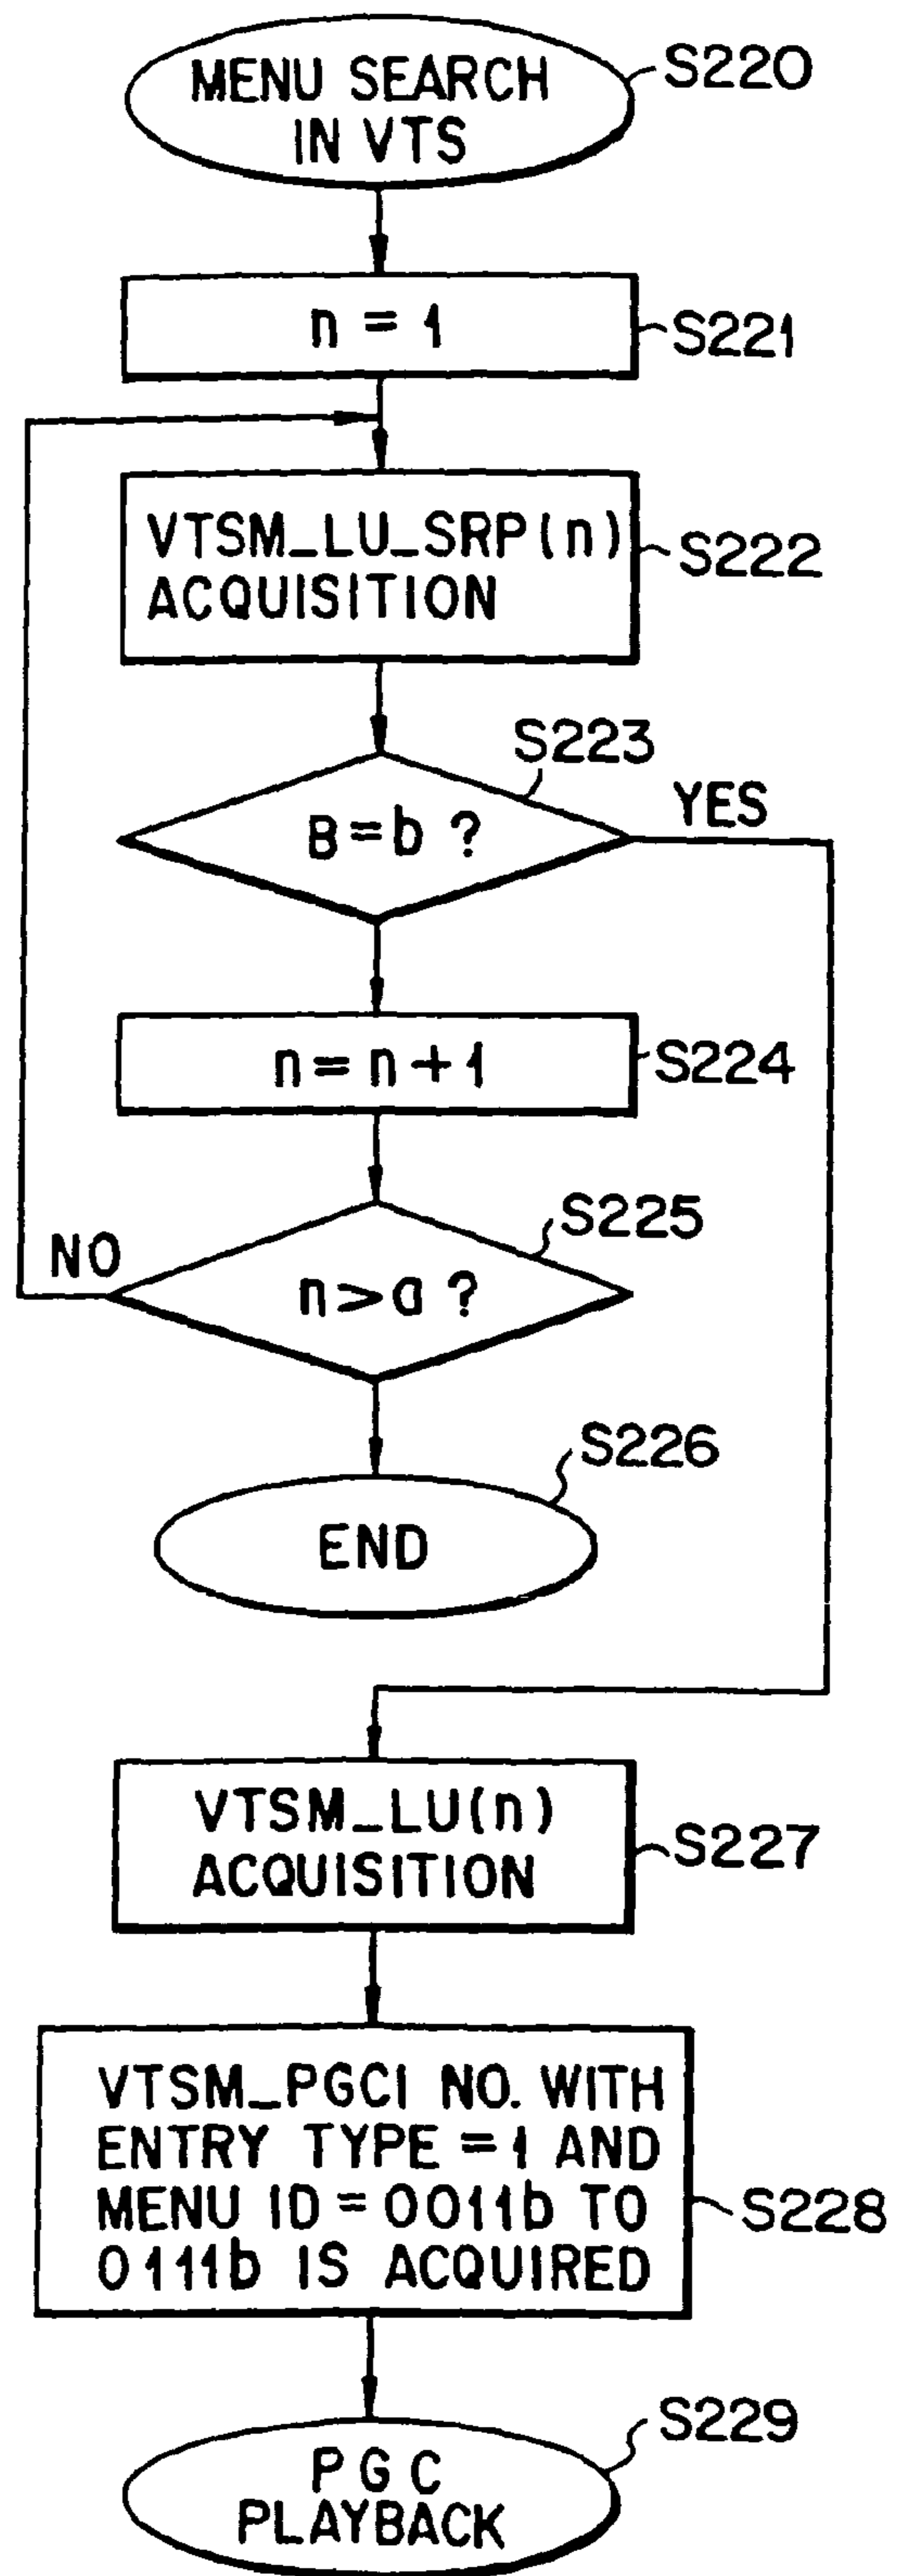 MENU SEARCH
IN VTS
S220
n = 1
S221
VTSM_LU_SRP(n)
ACQUISITION
S222
S223
B=b ?
YES
n=n+1
S224
S225
NO
n>a ?
S226
END
VTSM_LU(n)
ACQUISITION
S227
VTSM_PGCI NO. WITH
ENTRY TYPE =1 AND
MENU ID=0011b TO
0111b IS ACQUIRED
S228
S229
PGC
PLAYBACK